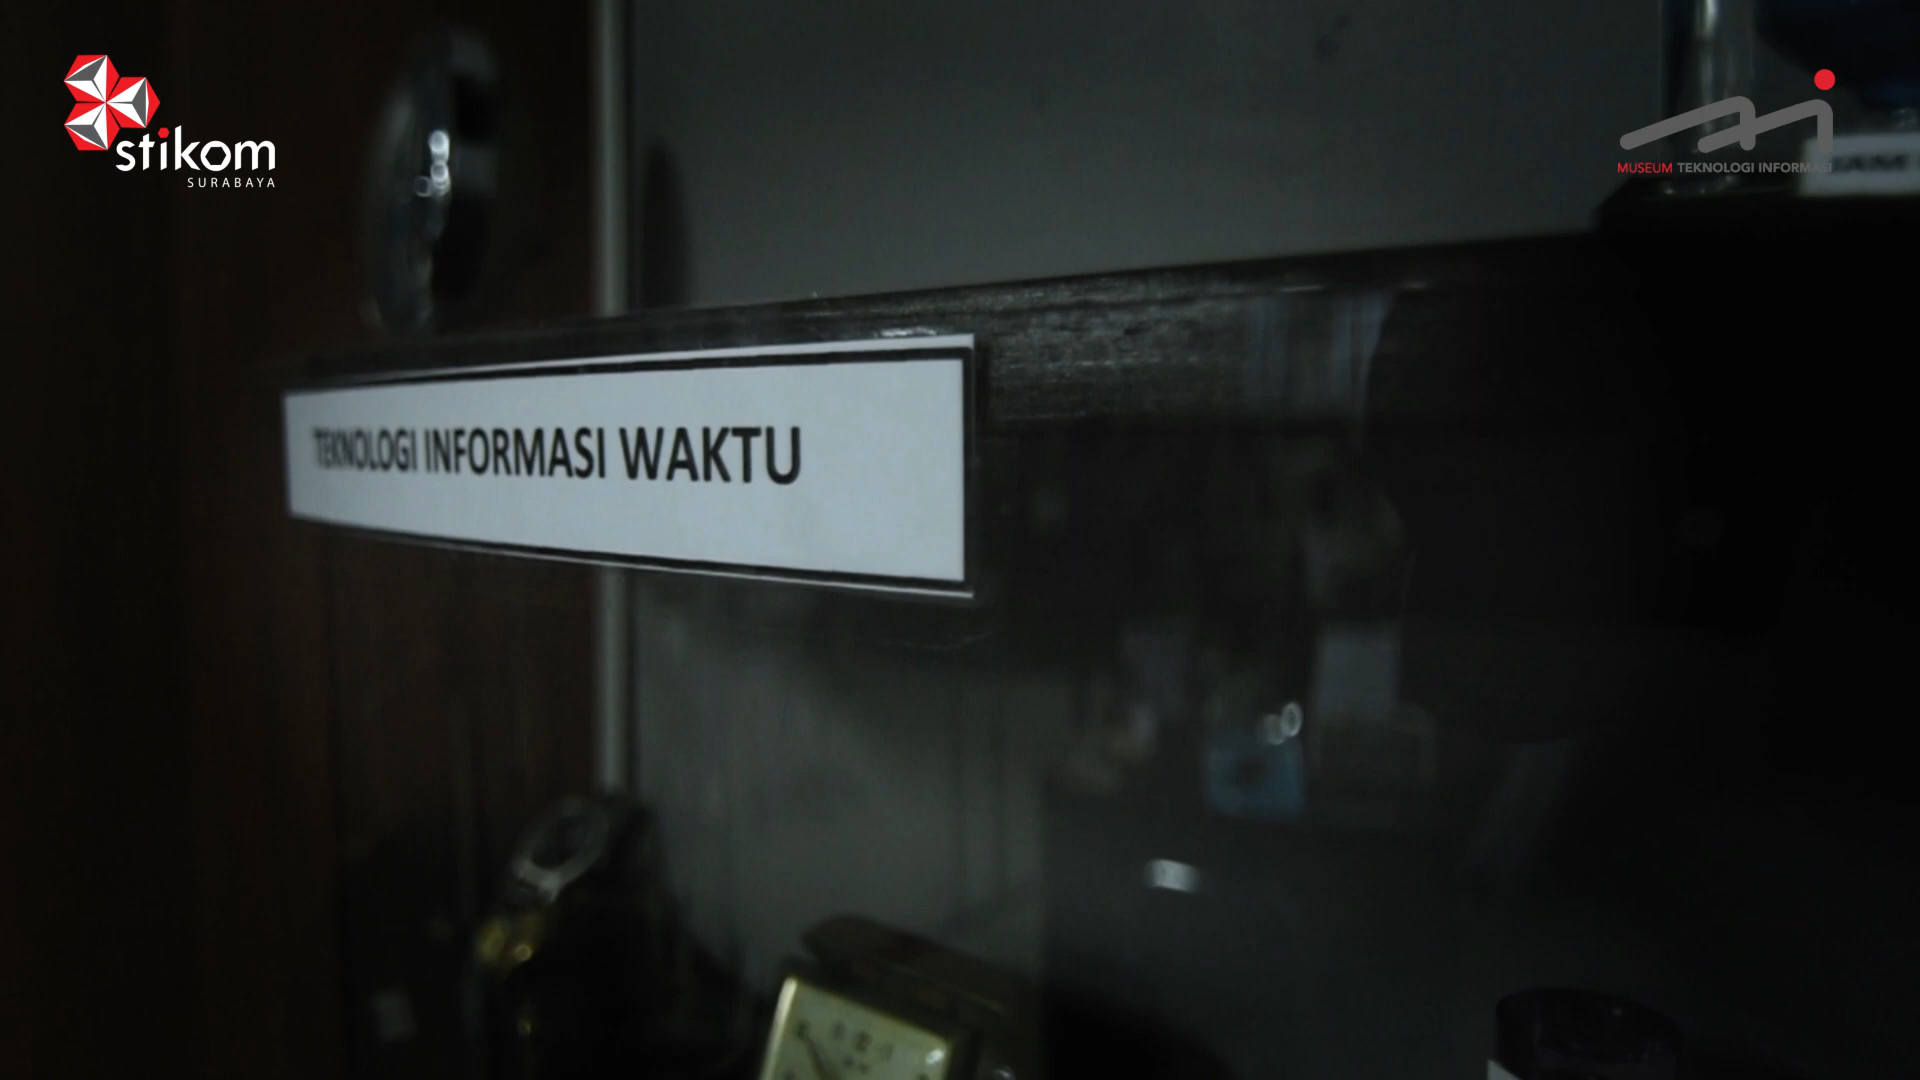 stikom
SURABAYA
MUSEUM TEKNOLOGI INFORMASI
TEKNOLOGI INFORMASI WAKTU